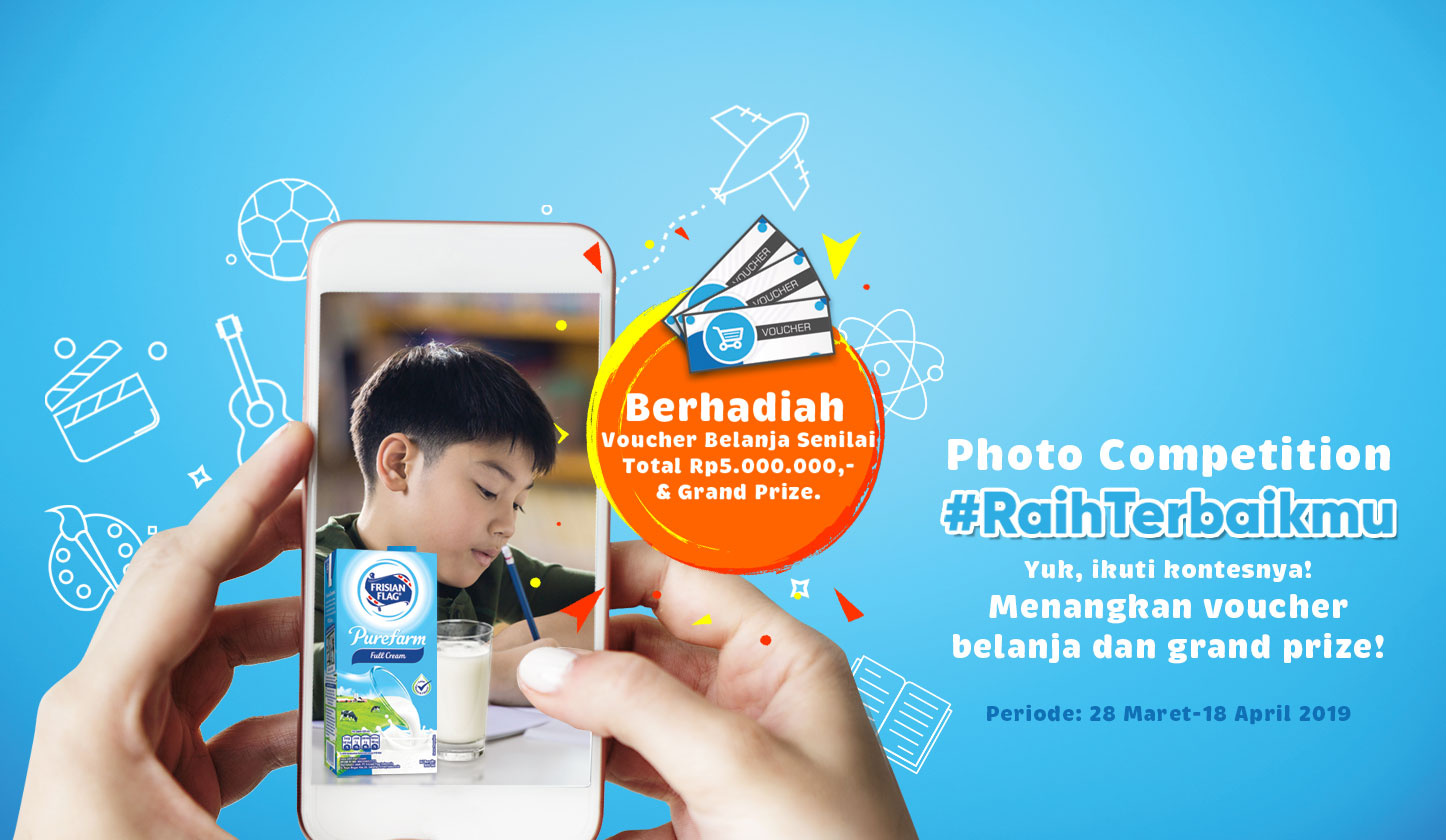 VOUCHER
VOUCHER
VOUCHER
Berhadiah
Voucher Belanja Senilai
Total Rp5.000.000,-
& Grand Prize.
Photo Competition
#RaihTerbaikmu
Yuk, ikuti kontesnya!
Menangkan voucher
belanja dan grand prize!
Periode: 28 Maret-18 April 2019
FRISIAN
FLAG
Purefarm
Full Cream